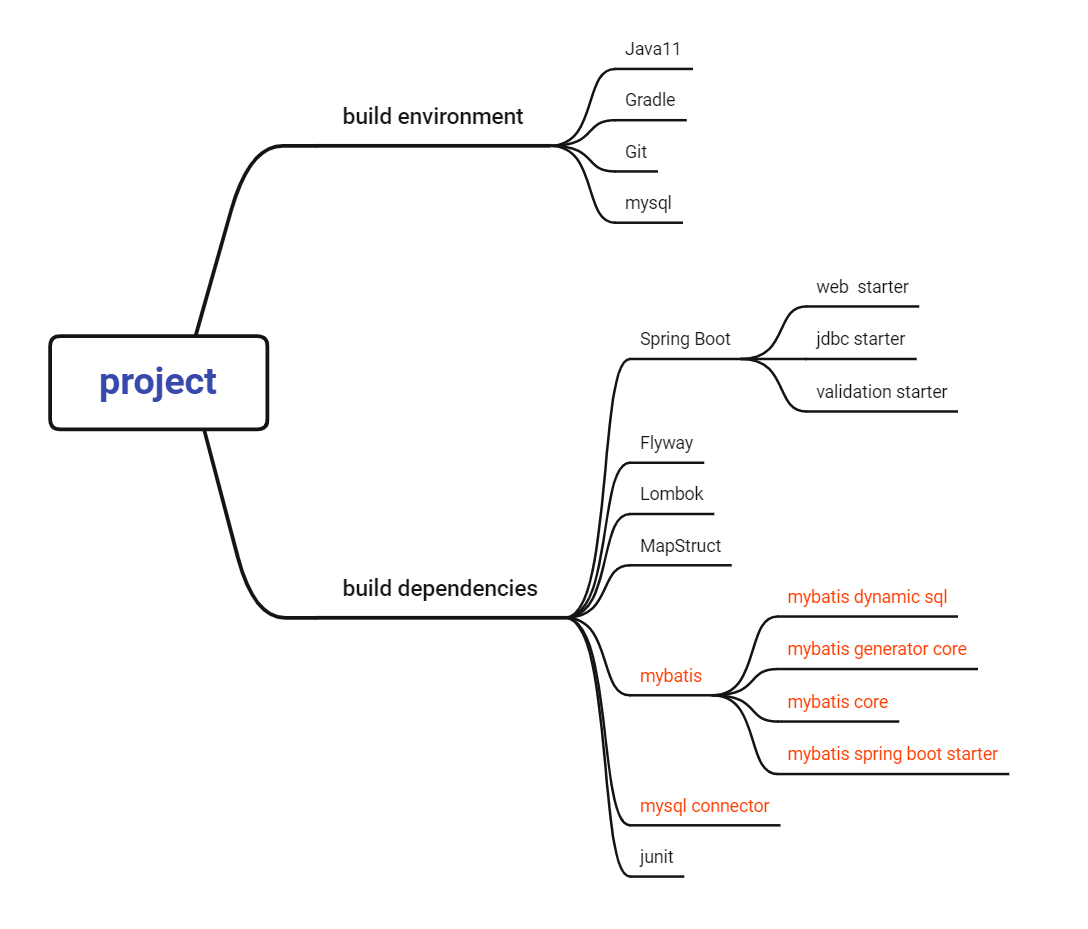 project
build environment
Java11
Gradle
Git
mysql
build dependencies
Spring Boot
web  starter
jdbc starter
validation starter
Flyway
Lombok
MapStruct
mybatis
mybatis dynamic sql
mybatis generator core
mybatis core
mybatis spring boot starter
mysql connector
junit